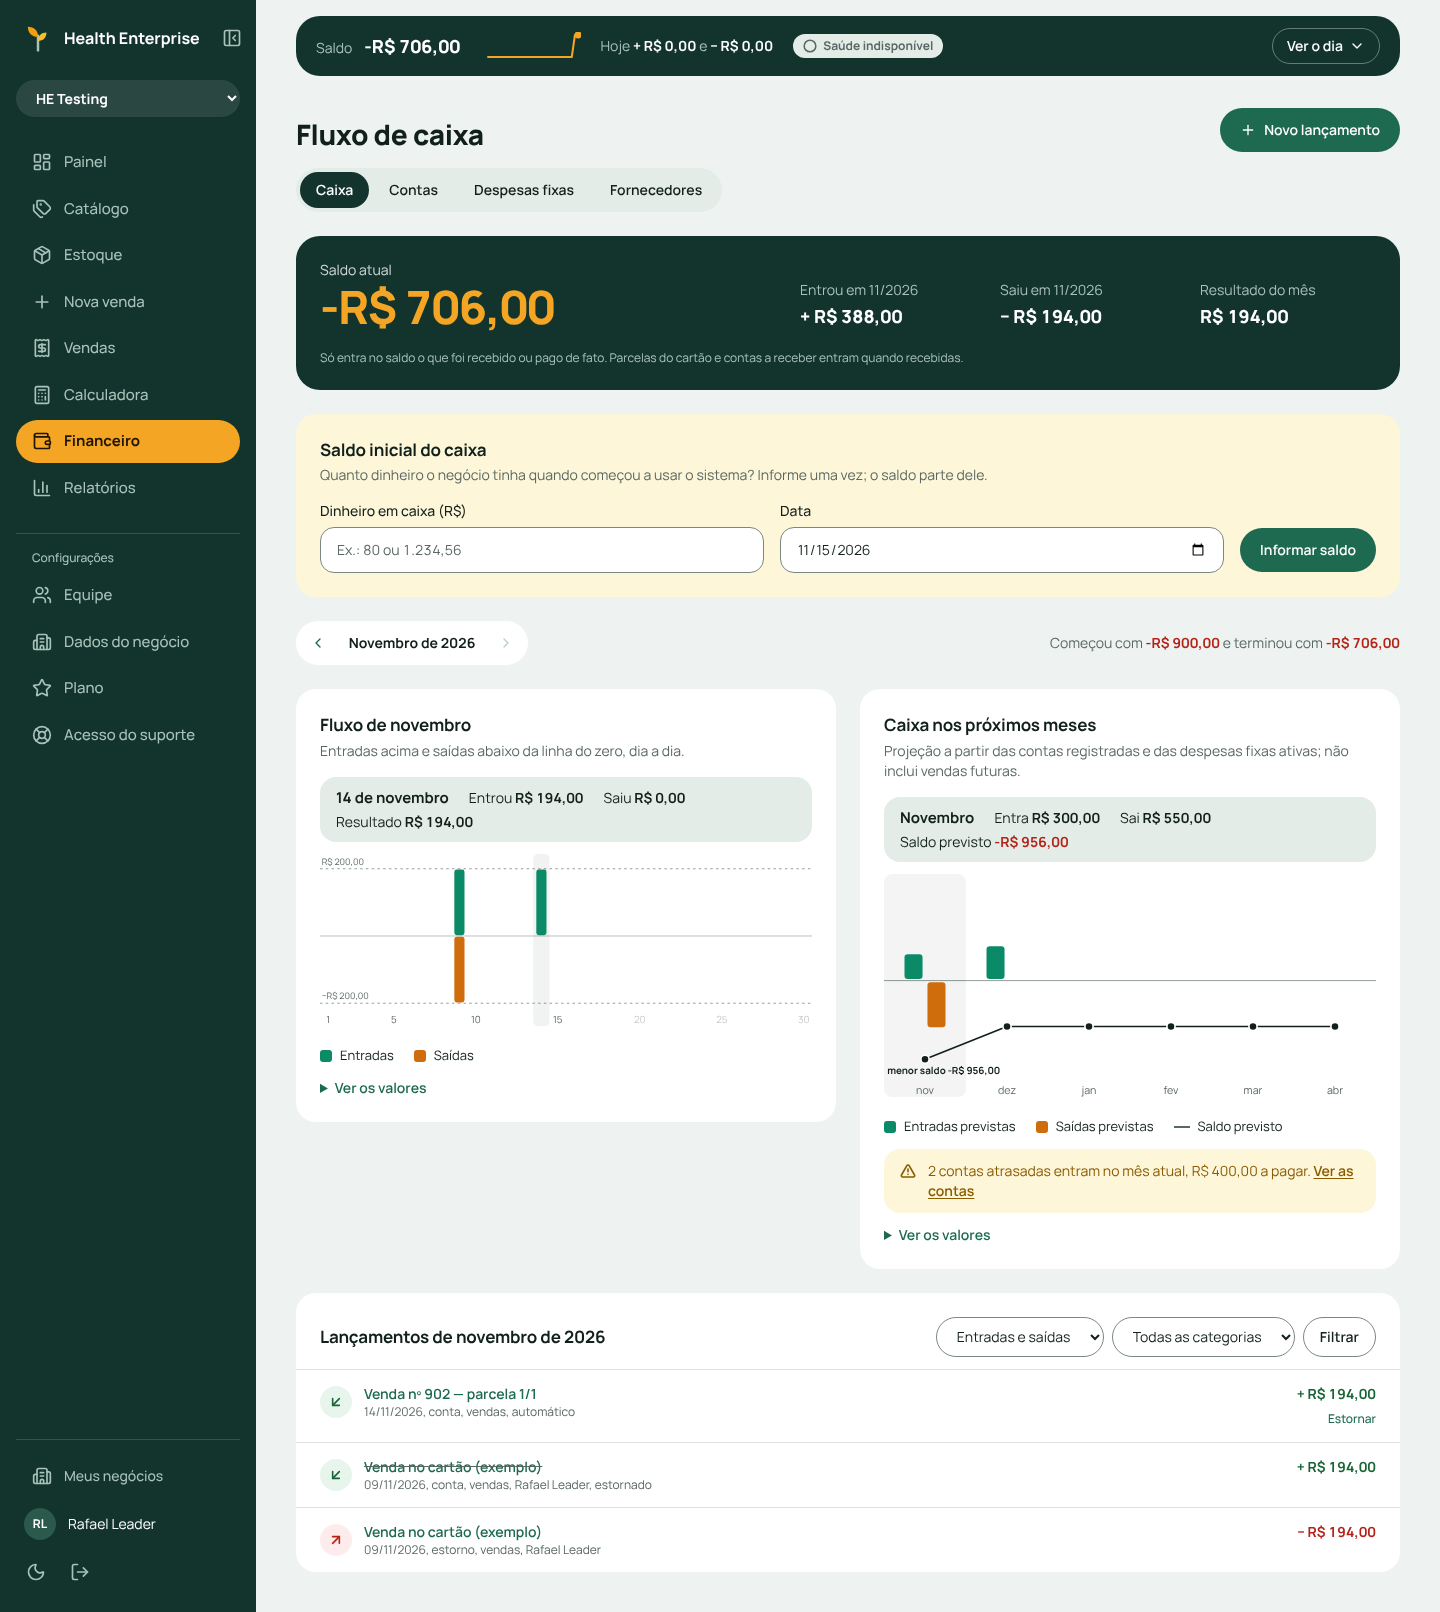 Health Enterprise
HE Testing
Painel
Catálogo
Estoque
Nova venda
Vendas
Calculadora
Financeiro
Relatórios
Configurações
Equipe
Dados do negócio
Plano
Acesso do suporte
Meus negócios
RL Rafael Leader
Saldo -R$ 706,00 Hoje + R$ 0,00 e − R$ 0,00 Saúde indisponível Ver o dia
Fluxo de caixa
Novo lançamento
Caixa Contas Despesas fixas Fornecedores
Saldo atual
-R$ 706,00
Entrou em 11/2026 Saiu em 11/2026 Resultado do mês
+ R$ 388,00 − R$ 194,00 R$ 194,00
Só entra no saldo o que foi recebido ou pago de fato. Parcelas do cartão e contas a receber entram quando recebidas.
Saldo inicial do caixa
Quanto dinheiro o negócio tinha quando começou a usar o sistema? Informe uma vez; o saldo parte dele.
Dinheiro em caixa (R$) Data
Ex.: 80 ou 1.234,56 11/15/2026 Informar saldo
Novembro de 2026
Começou com -R$ 900,00 e terminou com -R$ 706,00
Fluxo de novembro
Entradas acima e saídas abaixo da linha do zero, dia a dia.
14 de novembro Entrou R$ 194,00 Saiu R$ 0,00
Resultado R$ 194,00
R$ 200,00
−R$ 200,00
1 5 10 15 20 25 30
Entradas Saídas
Ver os valores
Caixa nos próximos meses
Projeção a partir das contas registradas e das despesas fixas ativas; não
inclui vendas futuras.
Novembro Entra R$ 300,00 Sai R$ 550,00
Saldo previsto -R$ 956,00
menor saldo -R$ 956,00
nov dez jan fev mar abr
Entradas previstas Saídas previstas Saldo previsto
2 contas atrasadas entram no mês atual, R$ 400,00 a pagar. Ver as
contas
Ver os valores
Lançamentos de novembro de 2026
Entradas e saídas Todas as categorias Filtrar
Venda nº 902 — parcela 1/1 + R$ 194,00
14/11/2026, conta, vendas, automático
Estornar
Venda no cartão (exemplo) + R$ 194,00
09/11/2026, conta, vendas, Rafael Leader, estornado
Venda no cartão (exemplo) − R$ 194,00
09/11/2026, estorno, vendas, Rafael Leader